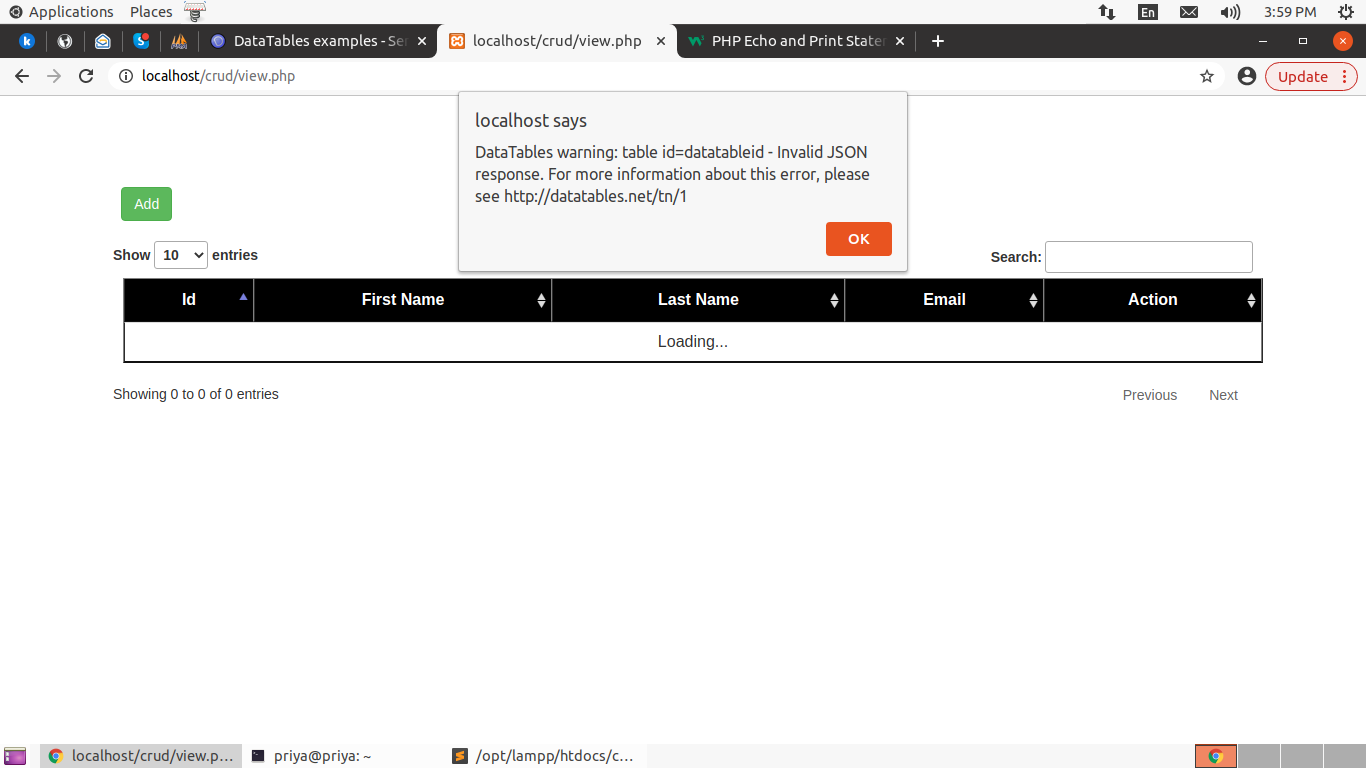 Applications Places En 3:59 PM
DataTables examples - Ser localhost/crud/view.php PHP Echo and Print State
localhost/crud/view.php Update
localhost says
DataTables warning: table id=datatableid - Invalid JSON
response. For more information about this error, please
see http://datatables.net/tn/1
OK
Add
Show 10 entries Search:
Id First Name Last Name Email Action
Loading...
Showing 0 to 0 of 0 entries Previous Next
localhost/crud/view.p... priya@priya: ~ /opt/lampp/htdocs/c...